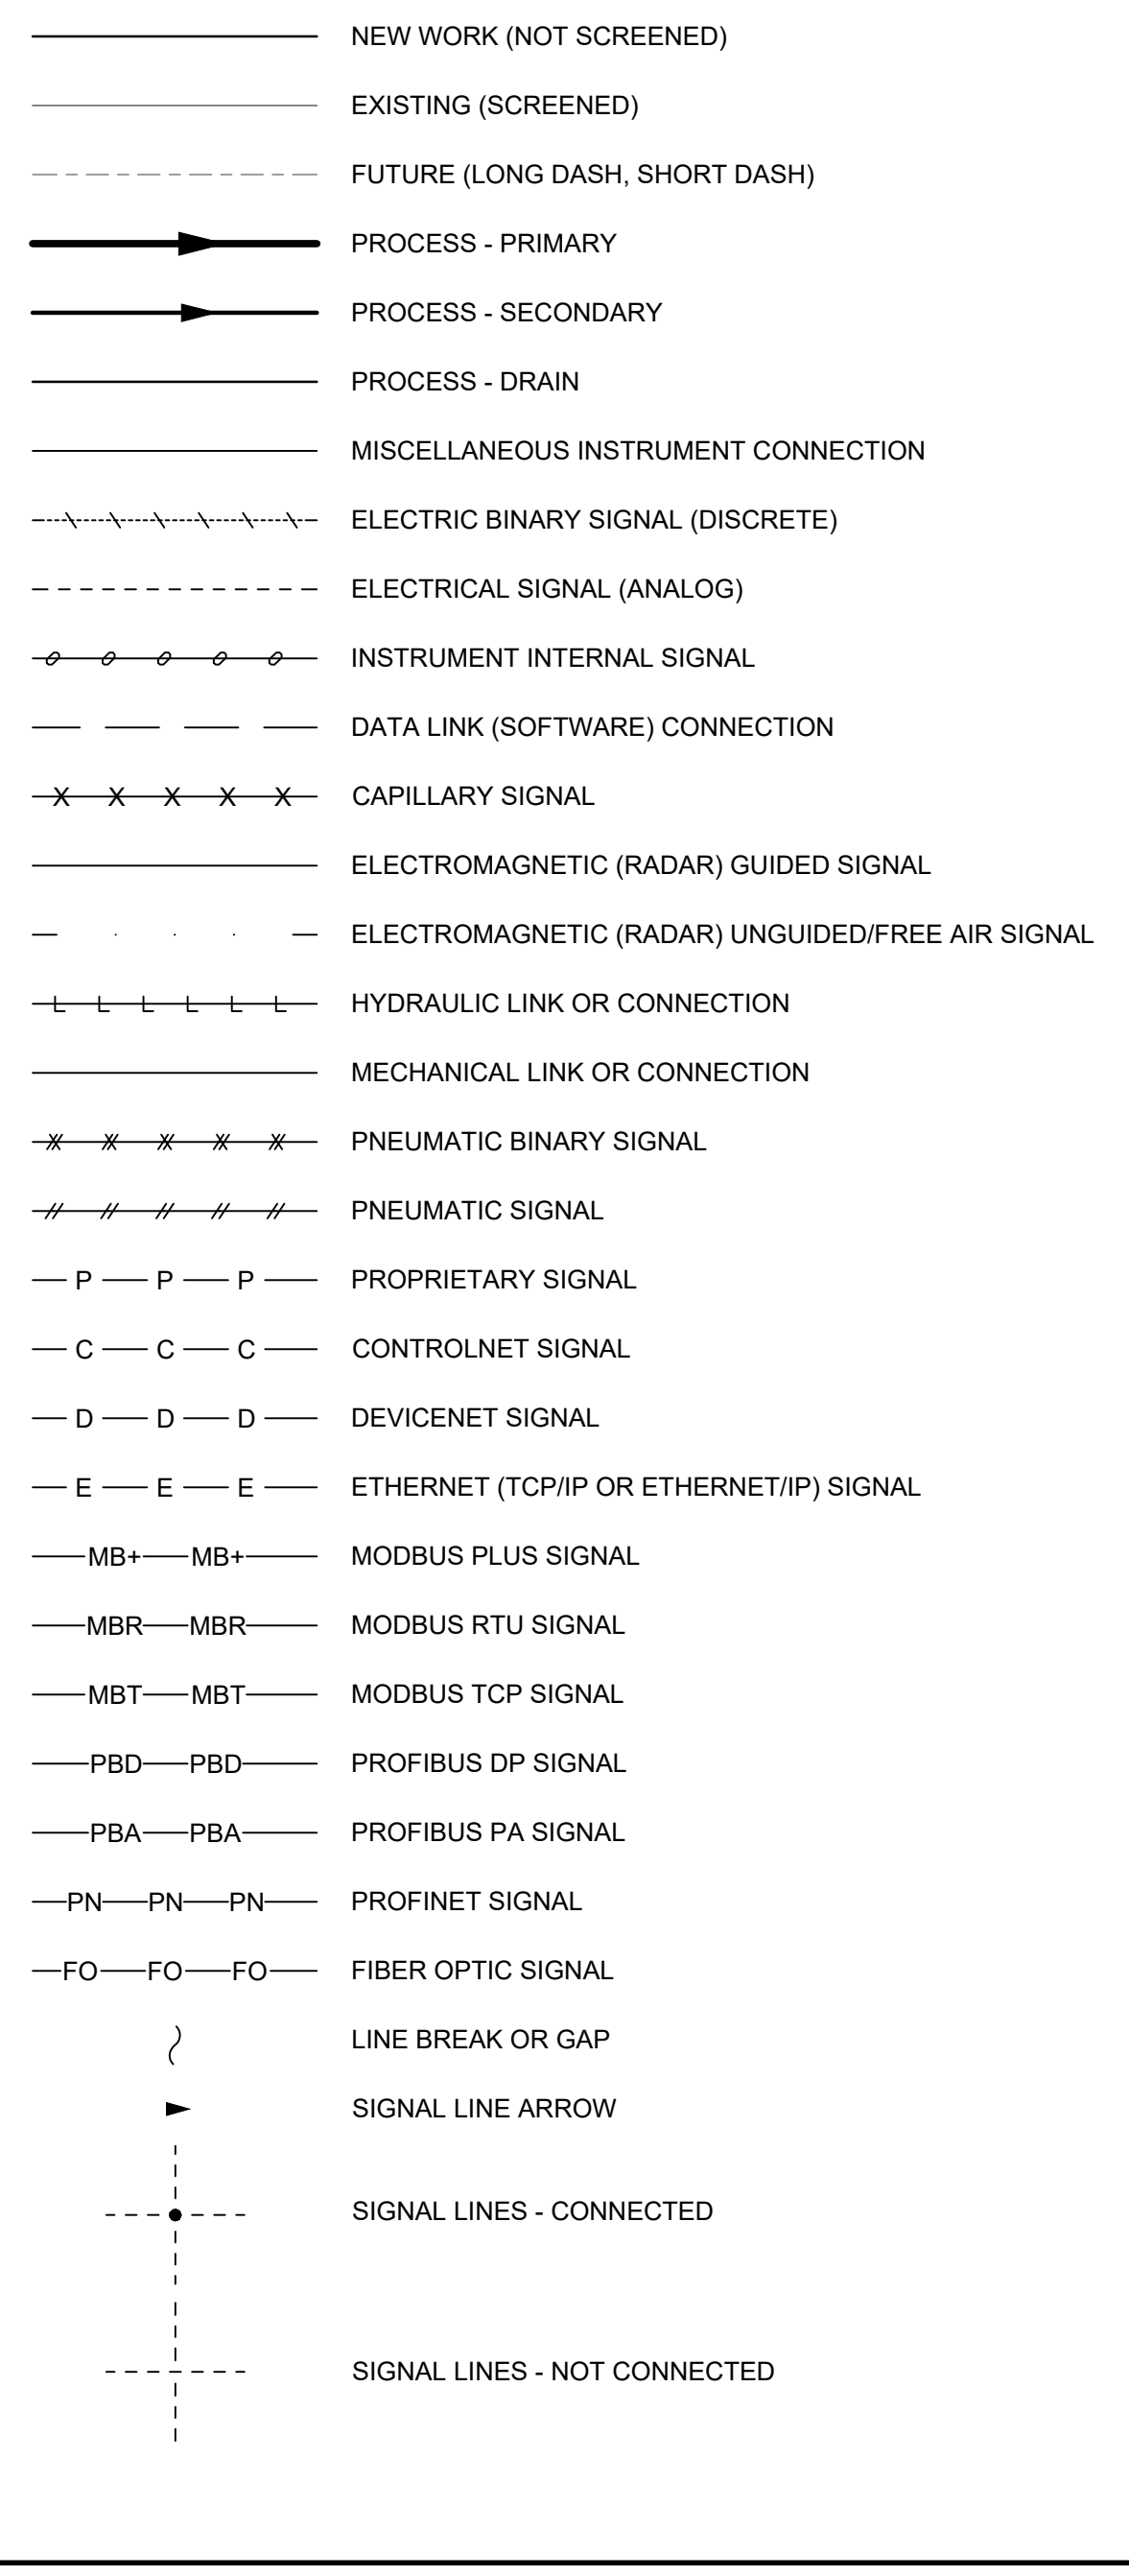 NEW WORK (NOT SCREENED)
EXISTING (SCREENED)
FUTURE (LONG DASH, SHORT DASH)
PROCESS - PRIMARY
PROCESS - SECONDARY
PROCESS - DRAIN
MISCELLANEOUS INSTRUMENT CONNECTION
ELECTRIC BINARY SIGNAL (DISCRETE)
ELECTRICAL SIGNAL (ANALOG)
INSTRUMENT INTERNAL SIGNAL
DATA LINK (SOFTWARE) CONNECTION
X X X X X CAPILLARY SIGNAL
ELECTROMAGNETIC (RADAR) GUIDED SIGNAL
ELECTROMAGNETIC (RADAR) UNGUIDED/FREE AIR SIGNAL
L L L L L L HYDRAULIC LINK OR CONNECTION
MECHANICAL LINK OR CONNECTION
PNEUMATIC BINARY SIGNAL
PNEUMATIC SIGNAL
P P P PROPRIETARY SIGNAL
C C C CONTROLNET SIGNAL
D D D DEVICENET SIGNAL
E E E ETHERNET (TCP/IP OR ETHERNET/IP) SIGNAL
MB+ MB+ MODBUS PLUS SIGNAL
MBR MBR MODBUS RTU SIGNAL
MBT MBT MODBUS TCP SIGNAL
PBD PBD PROFIBUS DP SIGNAL
PBA PBA PROFIBUS PA SIGNAL
PN PN PN PROFINET SIGNAL
FO FO FO FIBER OPTIC SIGNAL
LINE BREAK OR GAP
SIGNAL LINE ARROW
SIGNAL LINES - CONNECTED
SIGNAL LINES - NOT CONNECTED